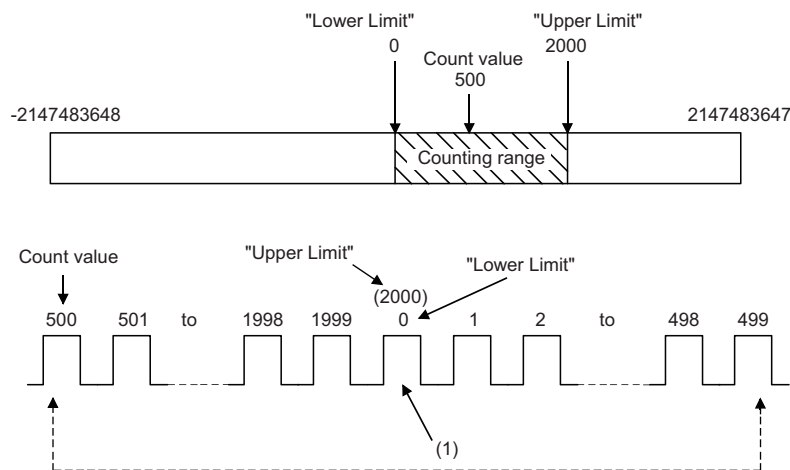 "Lower Limit"
0
"Upper Limit"
2000
Count value
500
-2147483648
2147483647
Counting range
Count value
"Upper Limit"
"Lower Limit"
(2000)
500 501 to 1998 1999 0 1 2 to 498 499
(1)